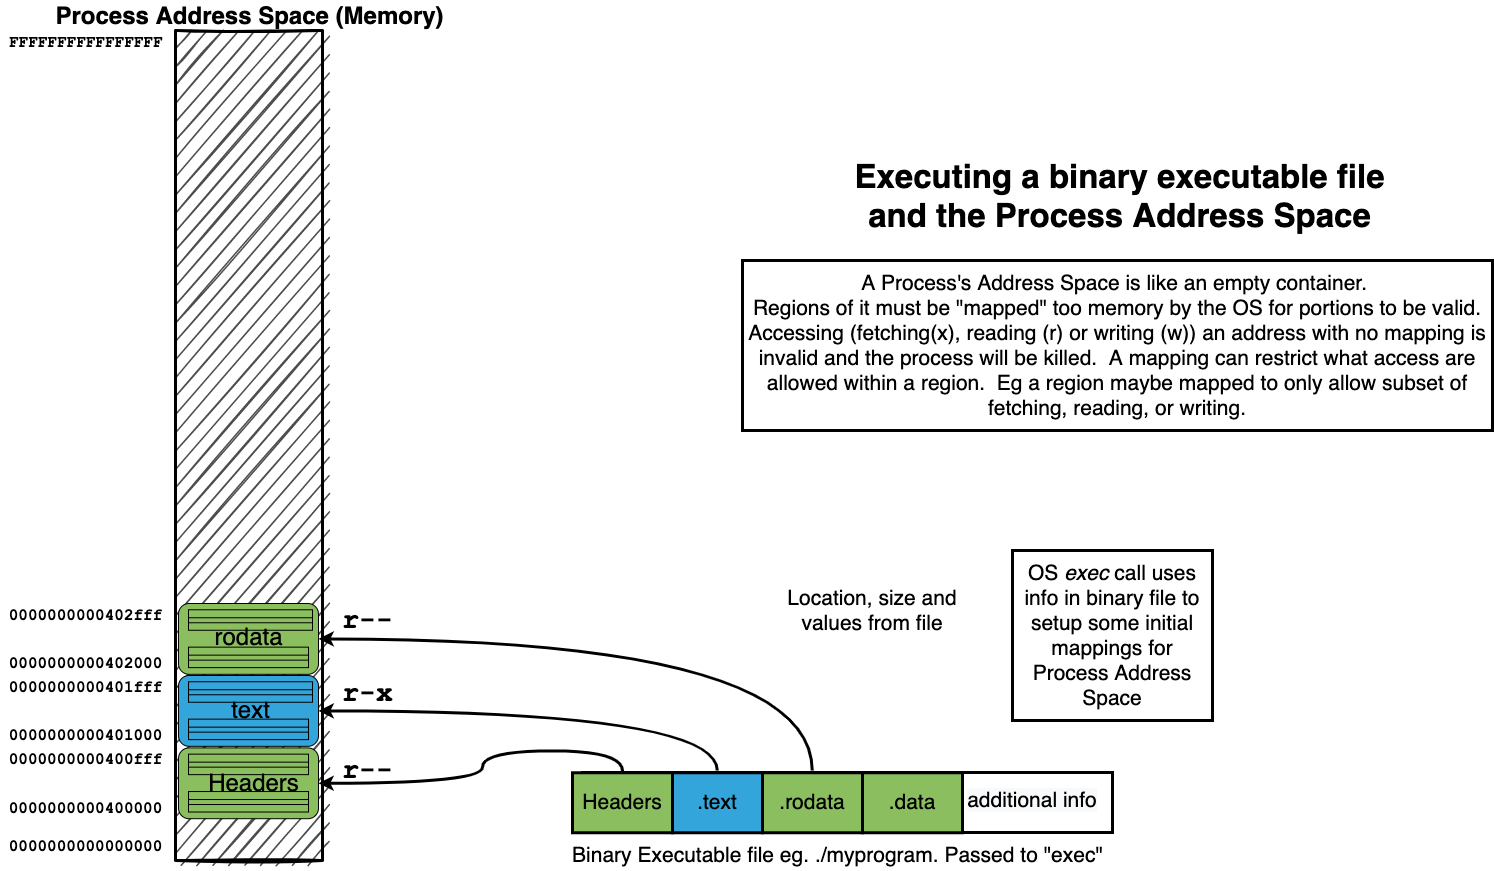 Process Address Space (Memory)
FFFFFFFFFFFFFFFF
Executing a binary executable file
and the Process Address Space
A Process's Address Space is like an empty container.
Regions of it must be "mapped" too memory by the OS for portions to be valid.
Accessing (fetching(x), reading (r) or writing (w)) an address with no mapping is
invalid and the process will be killed.  A mapping can restrict what access are
allowed within a region.  Eg a region maybe mapped to only allow subset of
fetching, reading, or writing.
OS exec call uses
info in binary file to
setup some initial
mappings for
Process Address
Space
Location, size and
values from file
0000000000402fff
rodata
r--
0000000000402000
0000000000401fff
text
r-x
0000000000401000
0000000000400fff
Headers
r--
0000000000400000
0000000000000000
Headers
.text
.rodata
.data
additional info
Binary Executable file eg. ./myprogram. Passed to "exec"